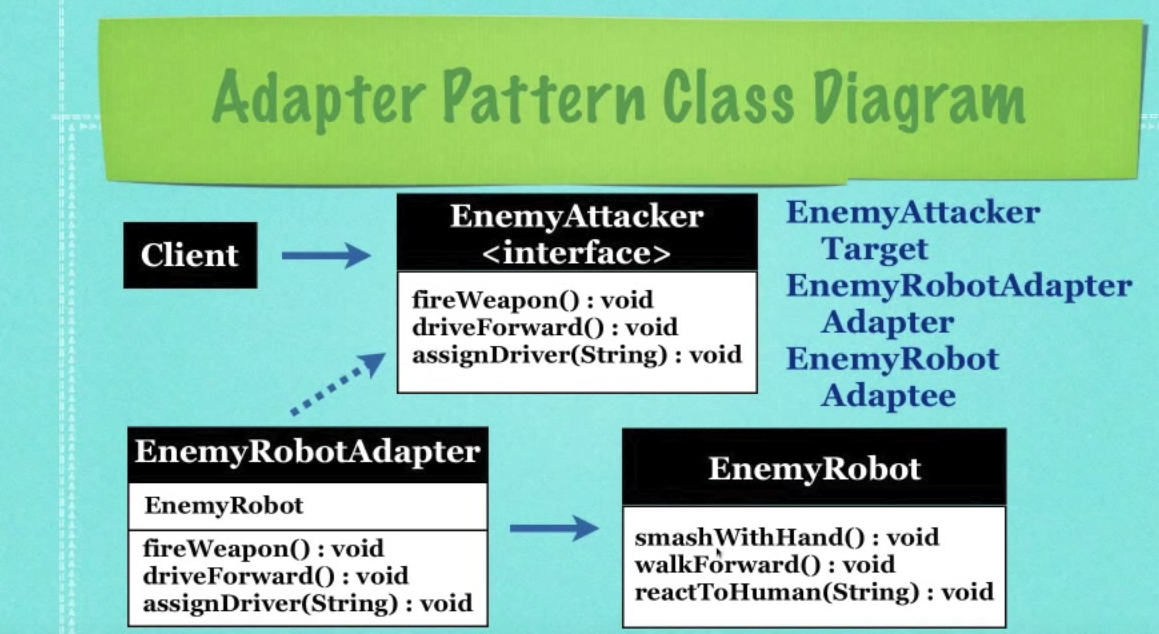 Adapter Pattern Class Diagram
Client
EnemyAttacker
<interface>
fireWeapon() : void
driveForward() : void
assignDriver(String) : void
EnemyAttacker
Target
EnemyRobotAdapter
Adapter
EnemyRobot
Adaptee
EnemyRobotAdapter
EnemyRobot
fireWeapon() : void
driveForward() : void
assignDriver(String) : void
EnemyRobot
smashWithHand() : void
walkForward() : void
reactToHuman(String) : void